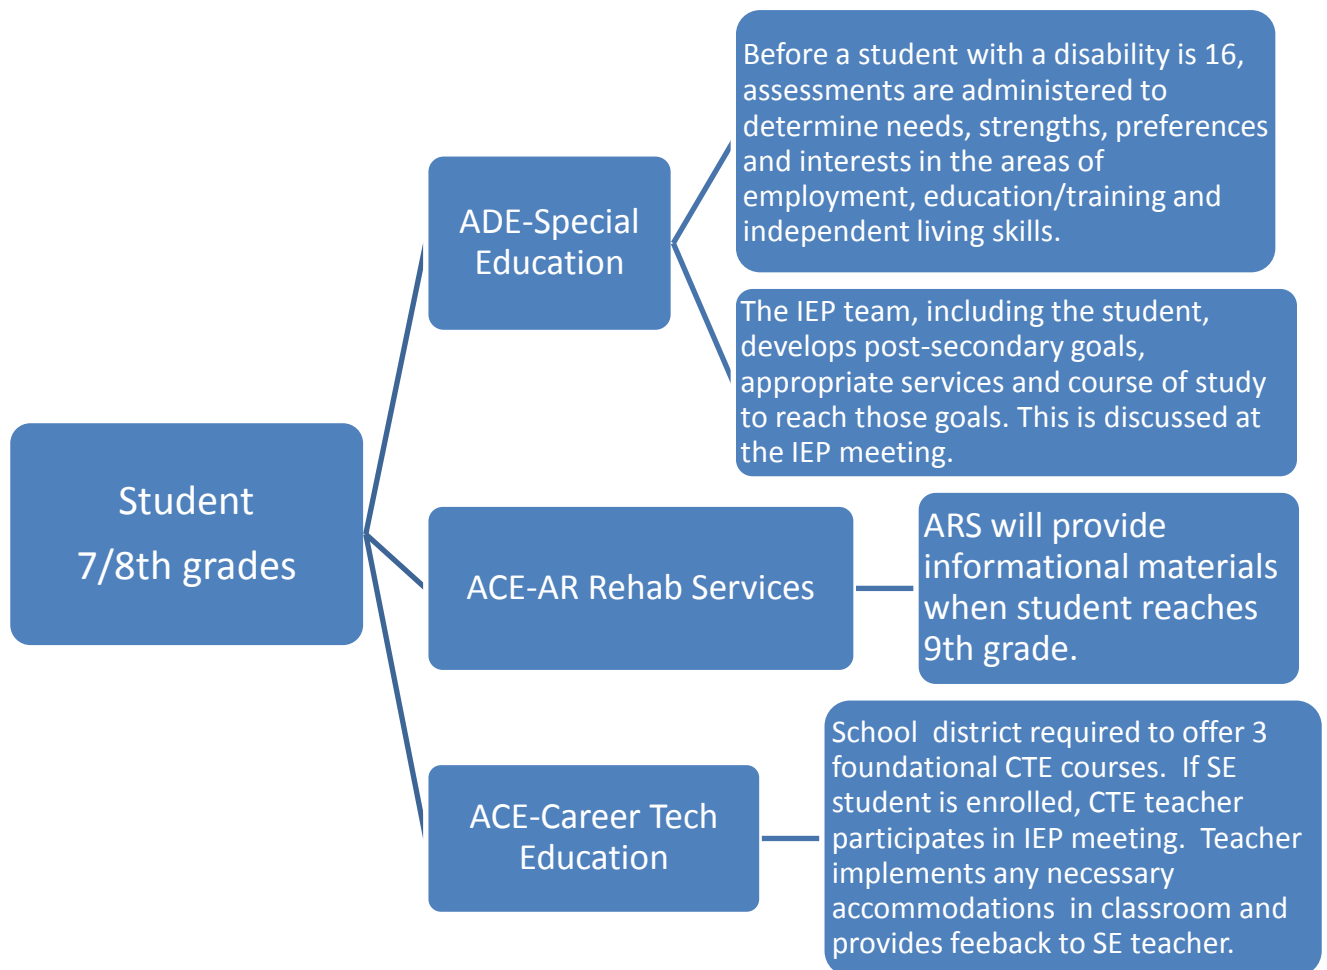 Student
7/8th grades
ADE-Special
Education
Before a student with a disability is 16,
assessments are administered to
determine needs, strengths, preferences
and interests in the areas of
employment, education/training and
independent living skills.
The IEP team, including the student,
develops post-secondary goals,
appropriate services and course of study
to reach those goals. This is discussed at
the IEP meeting.
ACE-AR Rehab Services
ARS will provide
informational materials
when student reaches
9th grade.
ACE-Career Tech
Education
School  district required to offer 3
foundational CTE courses.  If SE
student is enrolled, CTE teacher
participates in IEP meeting.  Teacher
implements any necessary
accommodations  in classroom and
provides feeback to SE teacher.